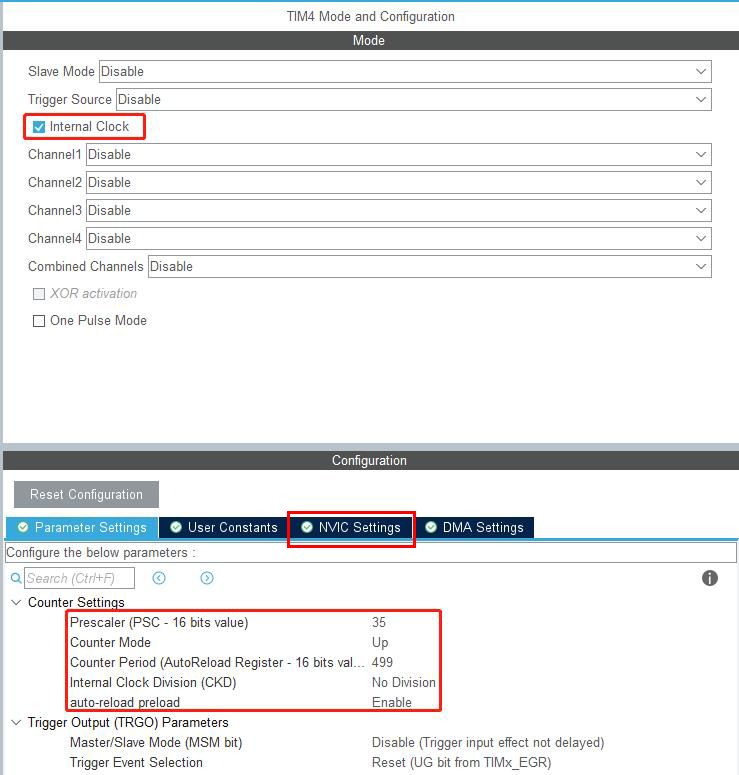 TIM4 Mode and Configuration
Mode
Slave Mode Disable
Trigger Source Disable
Internal Clock
Channel1 Disable
Channel2 Disable
Channel3 Disable
Channel4 Disable
Combined Channels Disable
XOR activation
One Pulse Mode
Configuration
Reset Configuration
Parameter Settings User Constants NVIC Settings DMA Settings
Configure the below parameters :
Search (Ctrl+F)
Counter Settings
Prescaler (PSC - 16 bits value) 35
Counter Mode Up
Counter Period (AutoReload Register - 16 bits val... 499
Internal Clock Division (CKD) No Division
auto-reload preload Enable
Trigger Output (TRGO) Parameters
Master/Slave Mode (MSM bit) Disable (Trigger input effect not delayed)
Trigger Event Selection Reset (UG bit from TIMx_EGR)